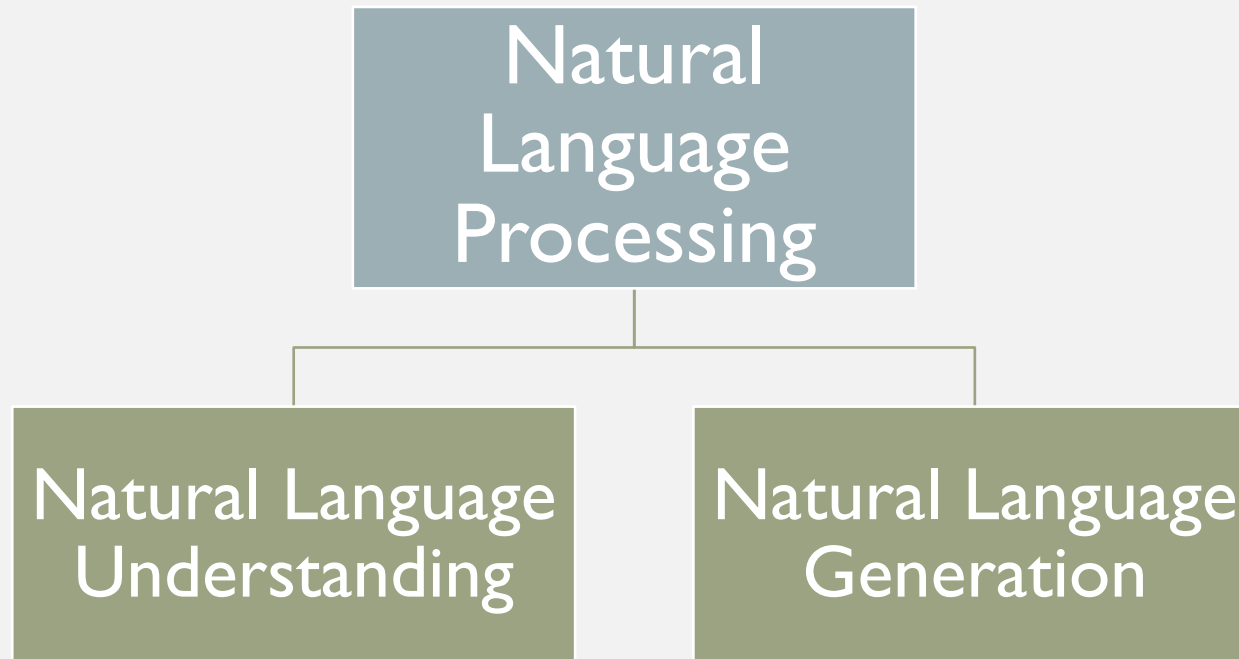 Natural
Language
Processing
Natural Language
Understanding
Natural Language
Generation